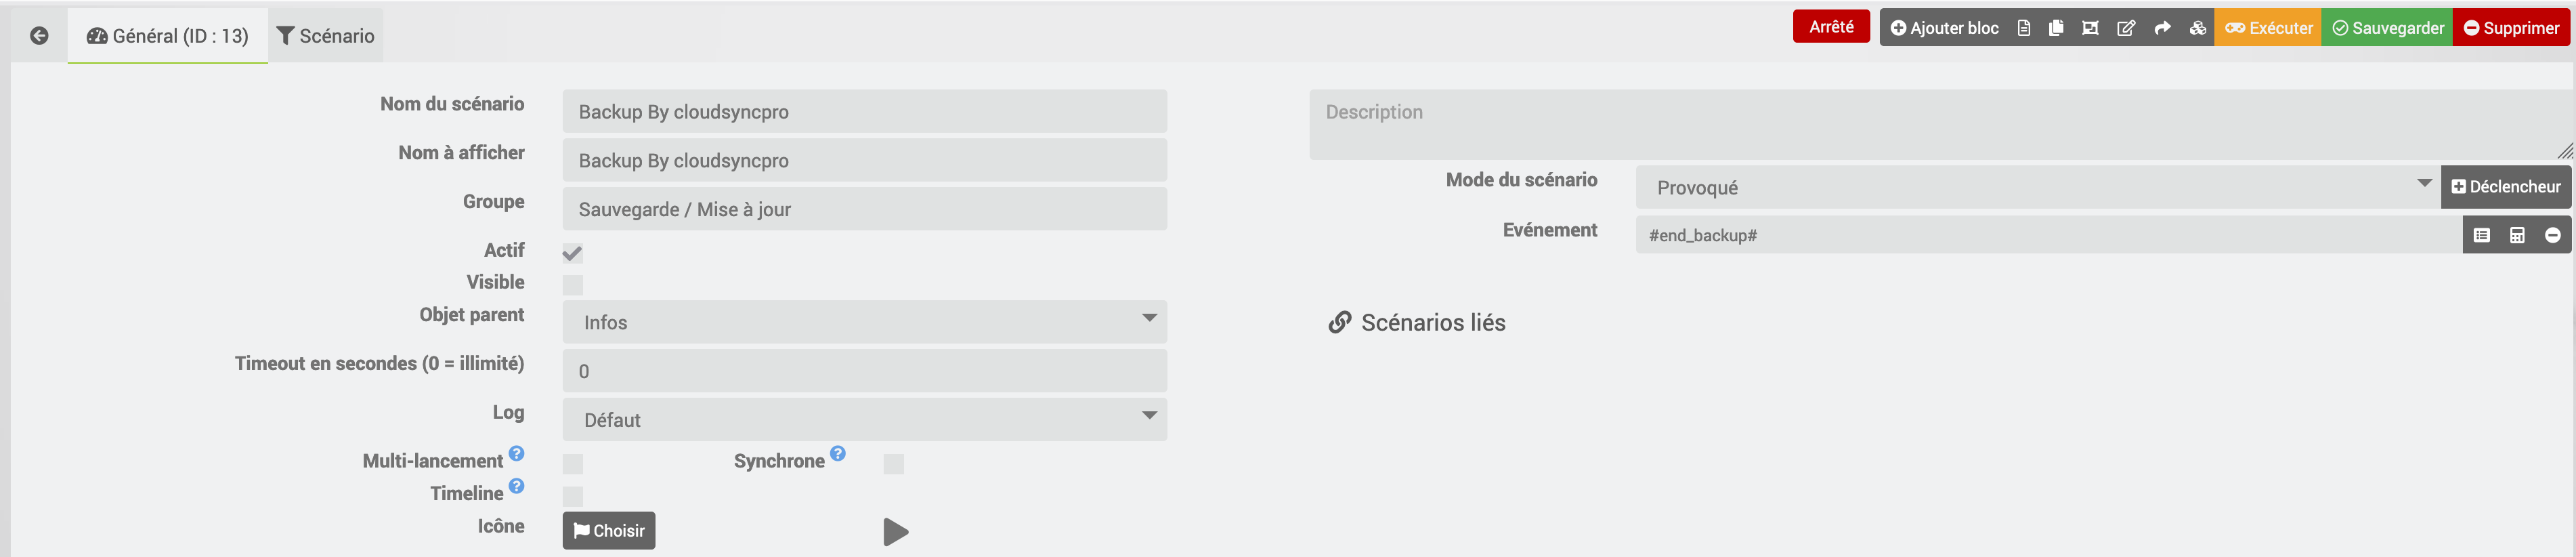 Général (ID : 13) Scénario Arrêté Ajouter bloc Exécuter Sauvegarder Supprimer
Nom du scénario Backup By cloudsyncpro
Nom à afficher Backup By cloudsyncpro
Groupe Sauvegarde / Mise à jour
Actif
Visible
Objet parent Infos
Timeout en secondes (0 = illimité) 0
Log Défaut
Multi-lancement ? Synchrone ?
Timeline ?
Icône Choisir
Description
Mode du scénario Provoqué Déclencheur
Evénement #end_backup#
Scénarios liés